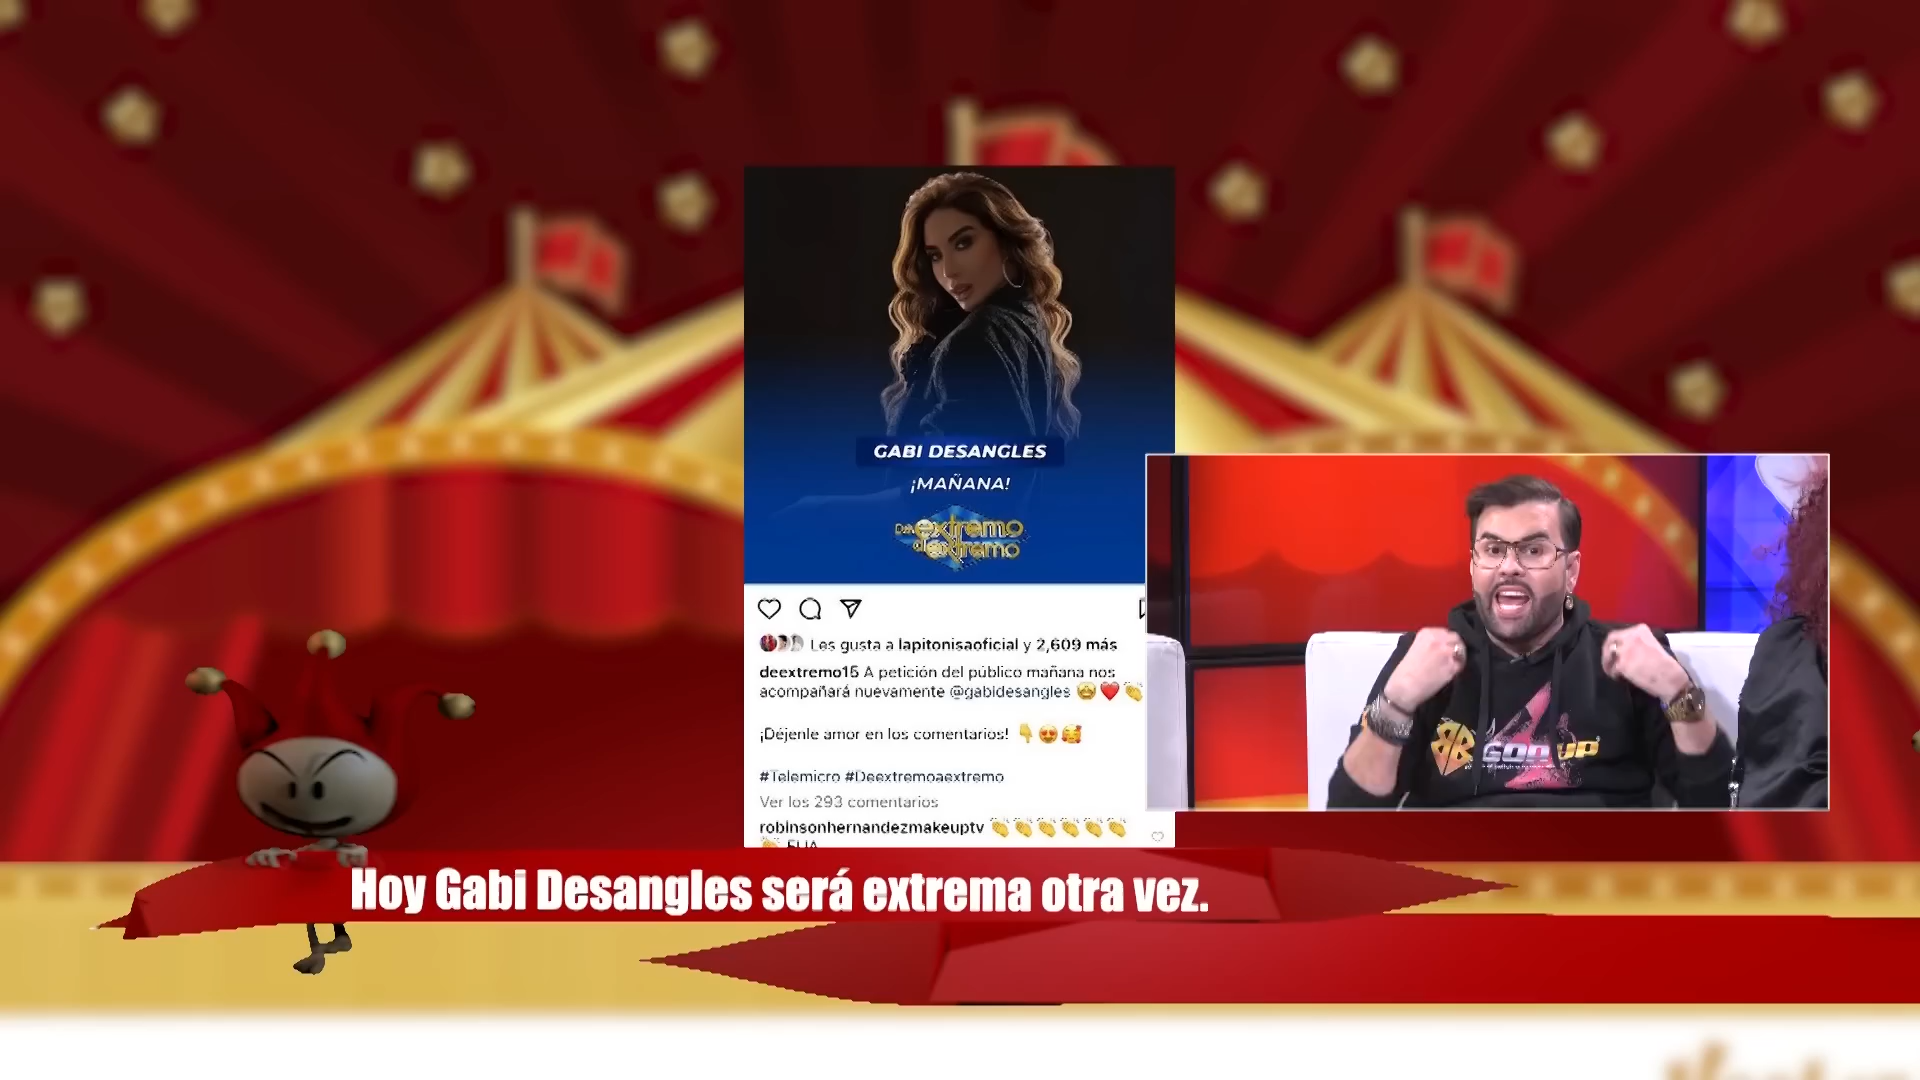 GABI DESANGLES
¡MAÑANA!
De extremo
a extremo
Les gusta a lapitonisaoficial y 2,609 más
deextremo15 A petición del público mañana nos
acompañará nuevamente @gabidesangles 🤩❤️👏
¡Déjenle amor en los comentarios! 👇😍🥰
#Telemicro #Deextremoaextremo
Ver los 293 comentarios
robinsonhernandezmakeuptv 👏👏👏👏👏👏
GOD UP
Hoy Gabi Desangles será extrema otra vez.